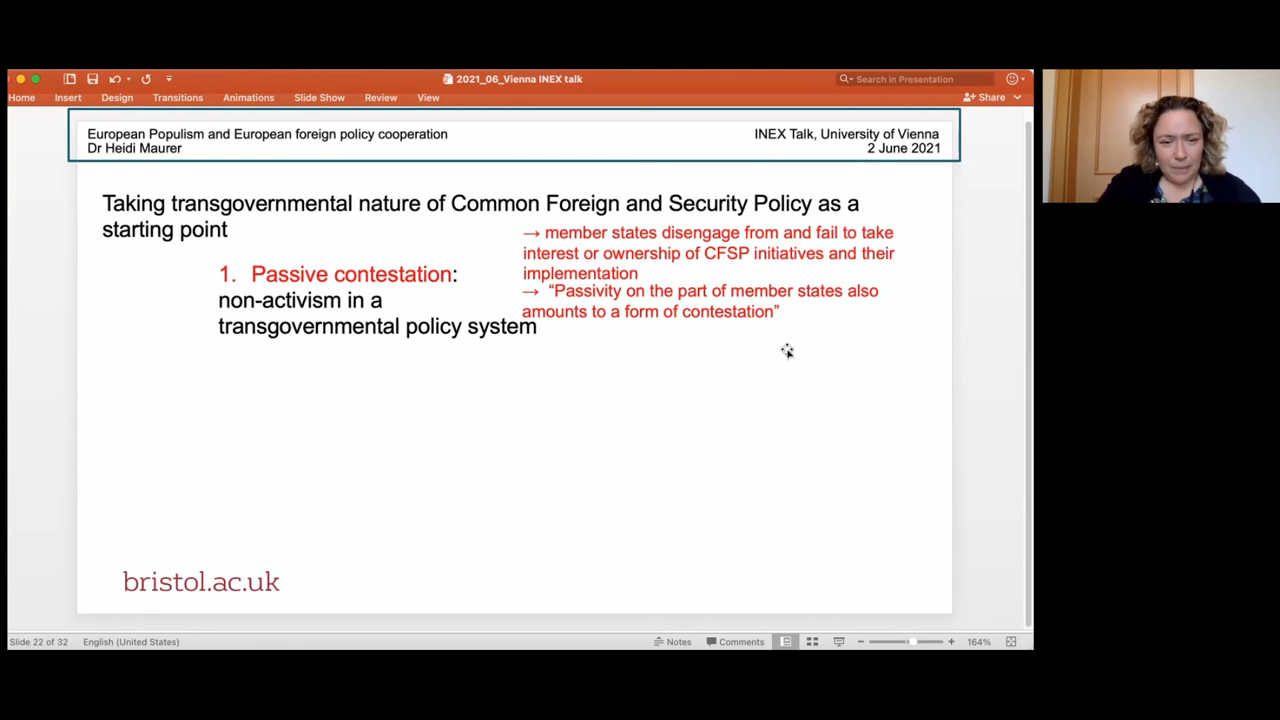 2021_06_Vienna INEX talk
Search in Presentation
Home Insert Design Transitions Animations Slide Show Review View Share
European Populism and European foreign policy cooperation
Dr Heidi Maurer
INEX Talk, University of Vienna
2 June 2021
Taking transgovernmental nature of Common Foreign and Security Policy as a
starting point
1. Passive contestation:
non-activism in a
transgovernmental policy system
→ member states disengage from and fail to take
interest or ownership of CFSP initiatives and their
implementation
→ “Passivity on the part of member states also
amounts to a form of contestation”
bristol.ac.uk
Slide 22 of 32 English (United States) Notes Comments 164%